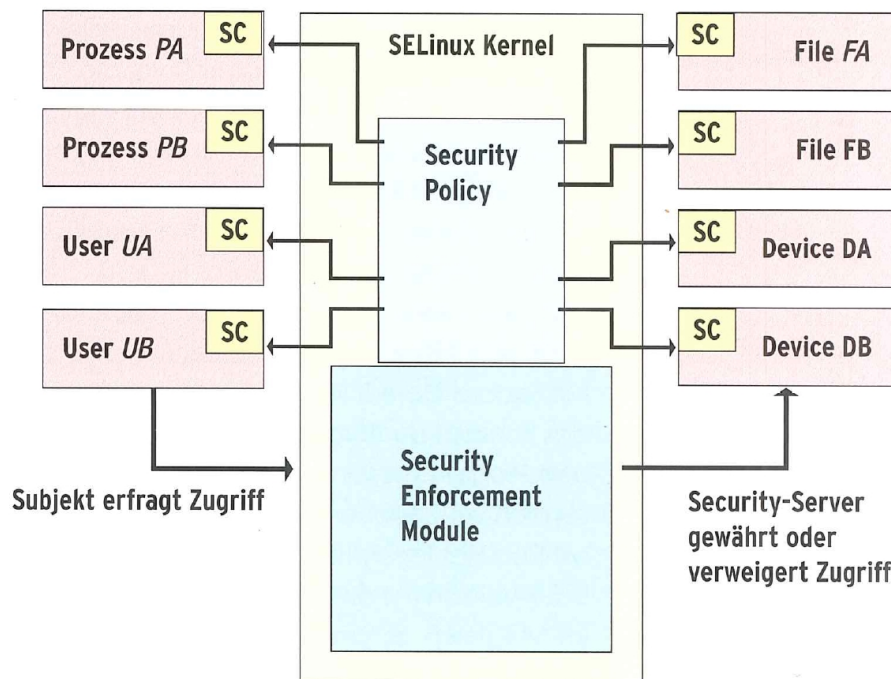 Prozess PA
SC
Prozess PB
SC
User UA
SC
User UB
SC
Subjekt erfragt Zugriff
SELinux Kernel
Security
Policy
Security
Enforcement
Module
SC
File FA
SC
File FB
SC
Device DA
SC
Device DB
Security-Server
gewährt oder
verweigert Zugriff